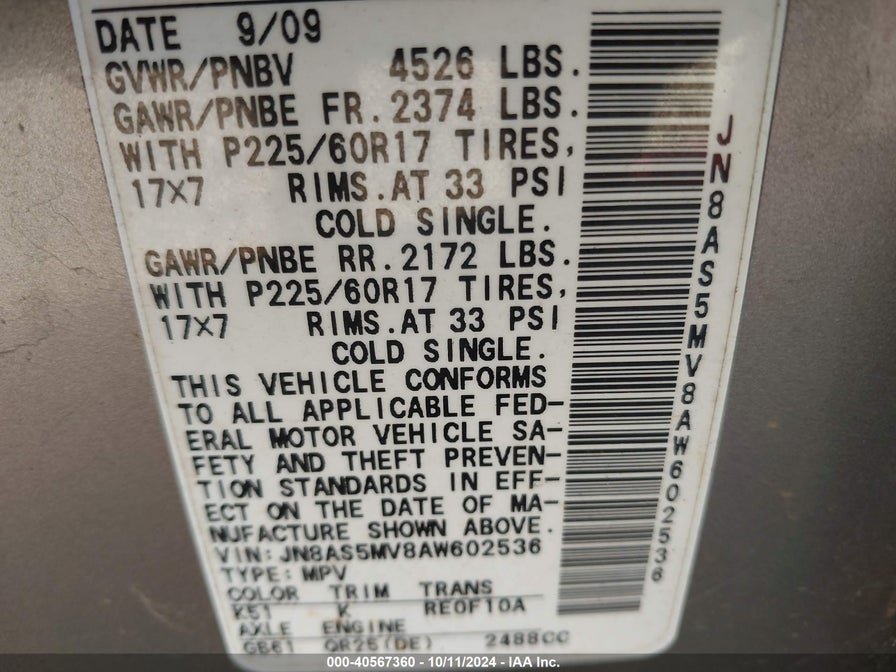 DATE 9/09
GVWR/PNBV 4526 LBS.
GAWR/PNBE FR.2374 LBS.
WITH P225/60R17 TIRES,
17X7 RIMS.AT 33 PSI
COLD SINGLE.
GAWR/PNBE RR.2172 LBS.
WITH P225/60R17 TIRES,
17X7 RIMS.AT 33 PSI
COLD SINGLE.
THIS VEHICLE CONFORMS
TO ALL APPLICABLE FED-
ERAL MOTOR VEHICLE SA-
FETY AND THEFT PREVEN-
TION STANDARDS IN EFF-
ECT ON THE DATE OF MA-
NUFACTURE SHOWN ABOVE.
VIN:JN8AS5MV8AW602536
TYPE:MPV
COLOR TRIM TRANS
K51 K RE0F10A
AXLE ENGINE
GB61 QR25(DE) 2488CC
JN8AS5MV8AW602536
000-40567360 - 10/11/2024 - IAA Inc.